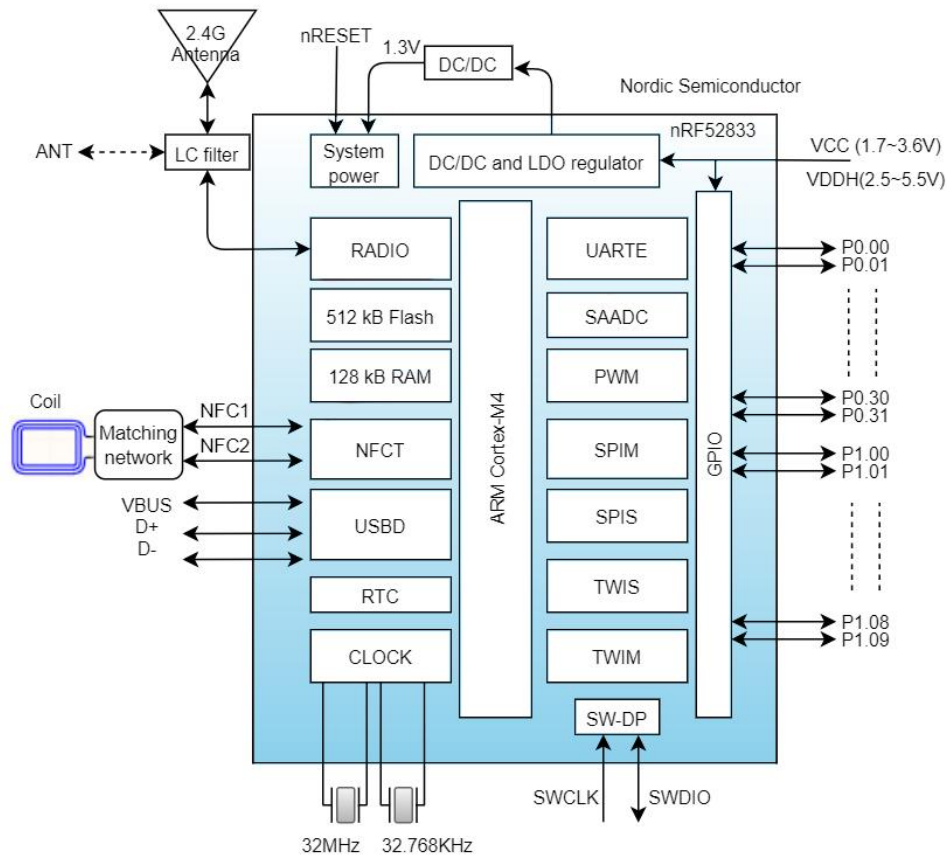 2.4G
Antenna
nRESET
1.3V
DC/DC
Nordic Semiconductor
nRF52833
ANT
LC filter
System
power
DC/DC and LDO regulator
VCC (1.7~3.6V)
VDDH(2.5~5.5V)
RADIO
512 kB Flash
128 kB RAM
NFCT
USBD
RTC
CLOCK
ARM Cortex-M4
UARTE
SAADC
PWM
SPIM
SPIS
TWIS
TWIM
SW-DP
GPIO
P0.00
P0.01
P0.30
P0.31
P1.00
P1.01
P1.08
P1.09
Coil
Matching
network
NFC1
NFC2
VBUS
D+
D-
32MHz
32.768KHz
SWCLK
SWDIO